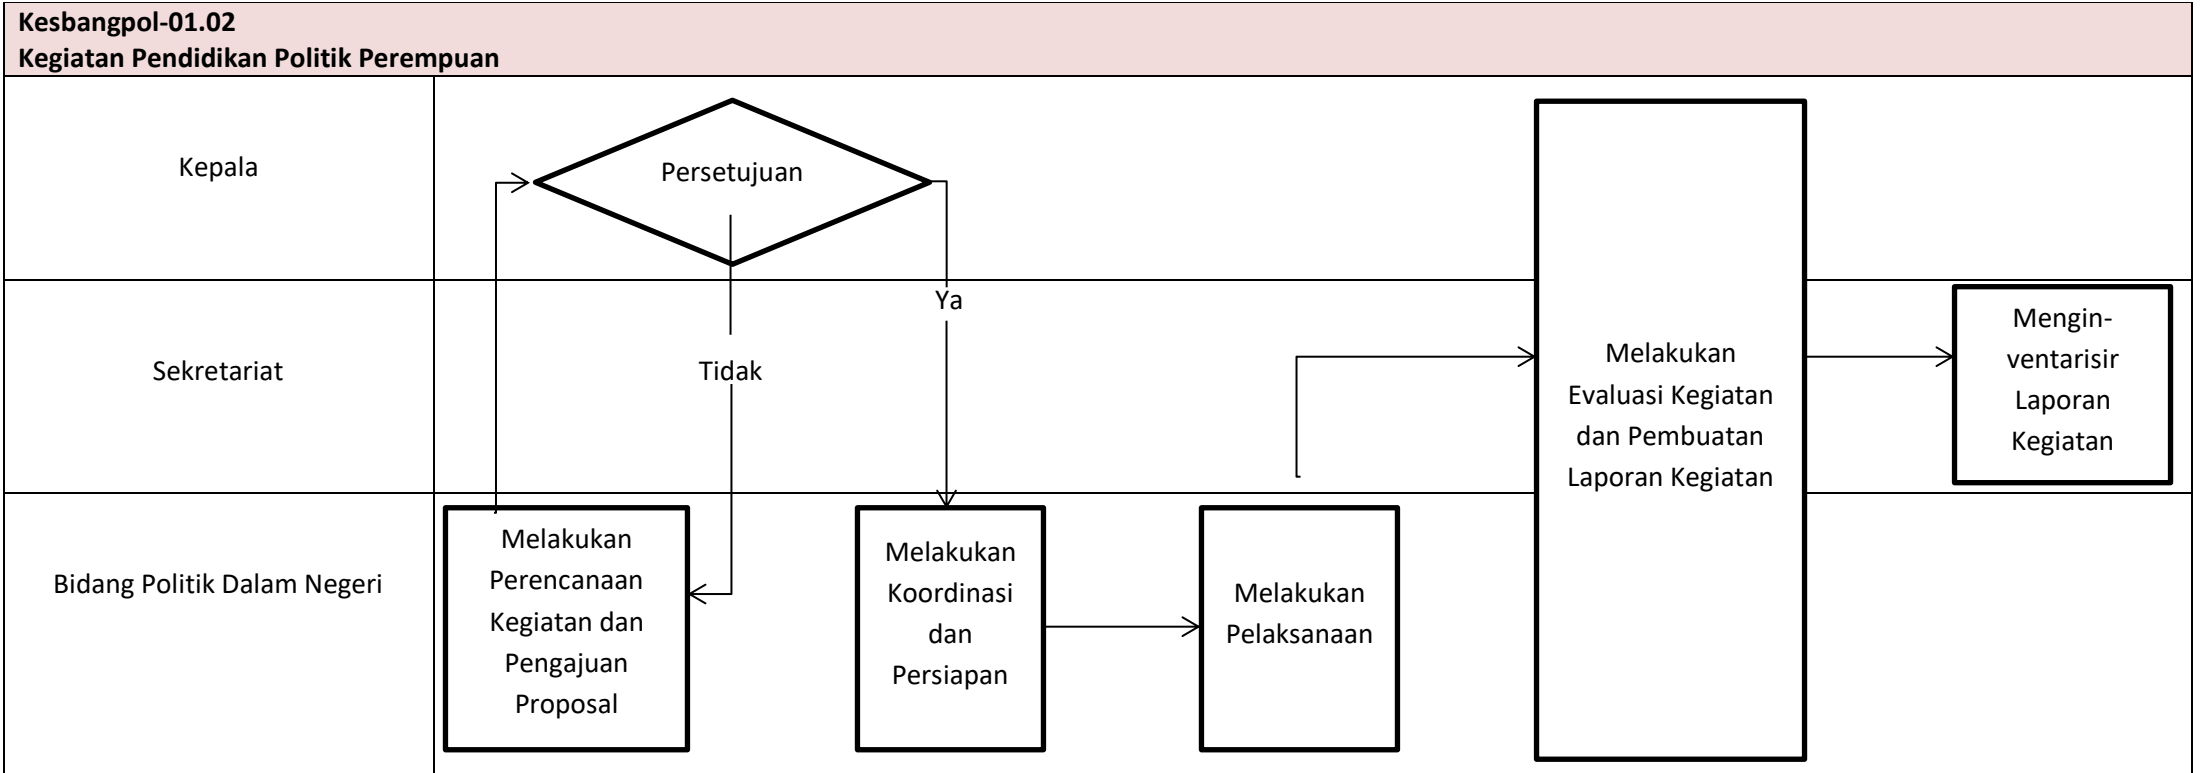 Kesbangpol-01.02
Kegiatan Pendidikan Politik Perempuan
Kepala
Persetujuan
Ya
Tidak
Sekretariat
Melakukan
Evaluasi Kegiatan
dan Pembuatan
Laporan Kegiatan
Mengin-
ventarisir
Laporan
Kegiatan
Bidang Politik Dalam Negeri
Melakukan
Perencanaan
Kegiatan dan
Pengajuan
Proposal
Melakukan
Koordinasi
dan
Persiapan
Melakukan
Pelaksanaan